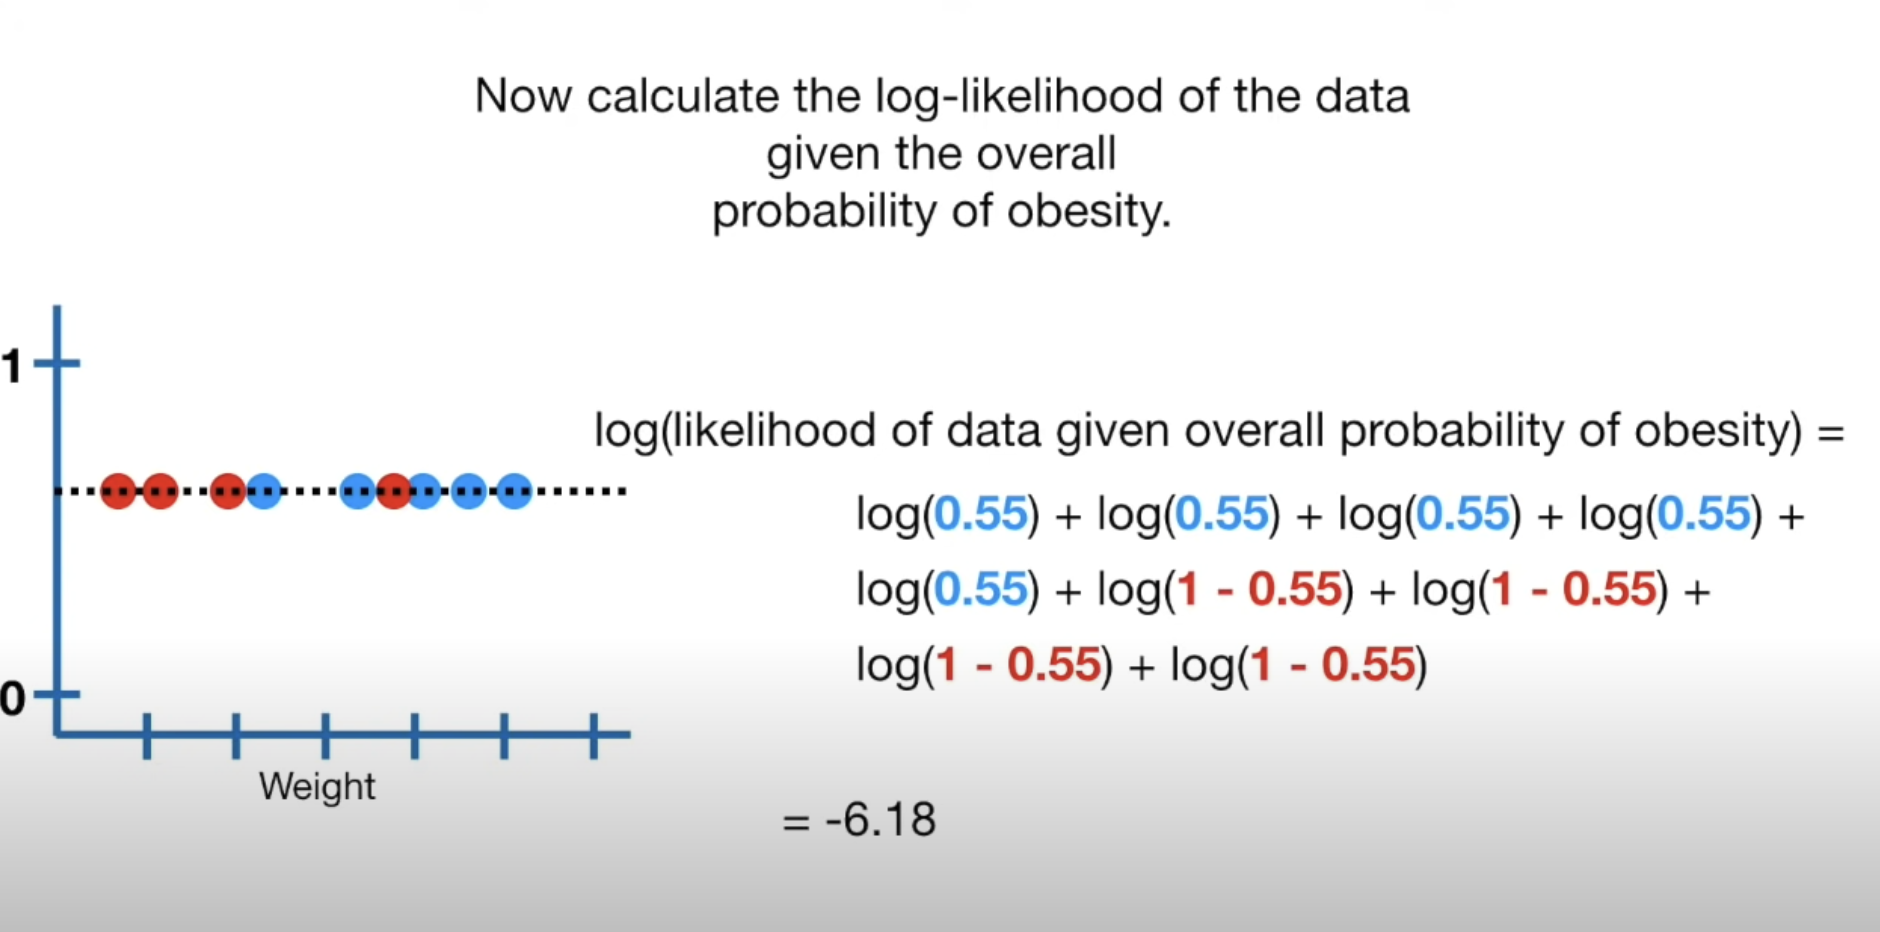 Now calculate the log-likelihood of the data
given the overall
probability of obesity.
1
log(likelihood of data given overall probability of obesity) =
log(0.55) + log(0.55) + log(0.55) + log(0.55) +
log(0.55) + log(1 - 0.55) + log(1 - 0.55) +
log(1 - 0.55) + log(1 - 0.55)
0
Weight
= -6.18